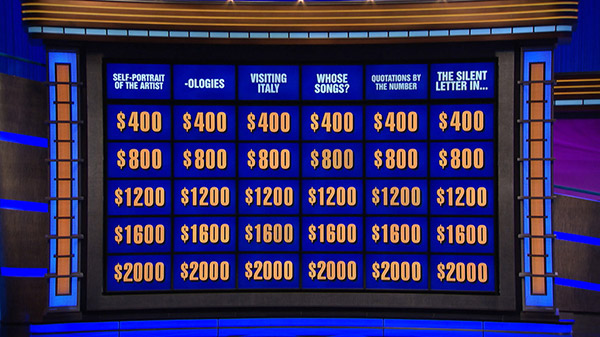 SELF-PORTRAIT OF THE ARTIST
-OLOGIES
VISITING ITALY
WHOSE SONGS?
QUOTATIONS BY THE NUMBER
THE SILENT LETTER IN...
$400 $400 $400 $400 $400 $400
$800 $800 $800 $800 $800 $800
$1200 $1200 $1200 $1200 $1200 $1200
$1600 $1600 $1600 $1600 $1600 $1600
$2000 $2000 $2000 $2000 $2000 $2000